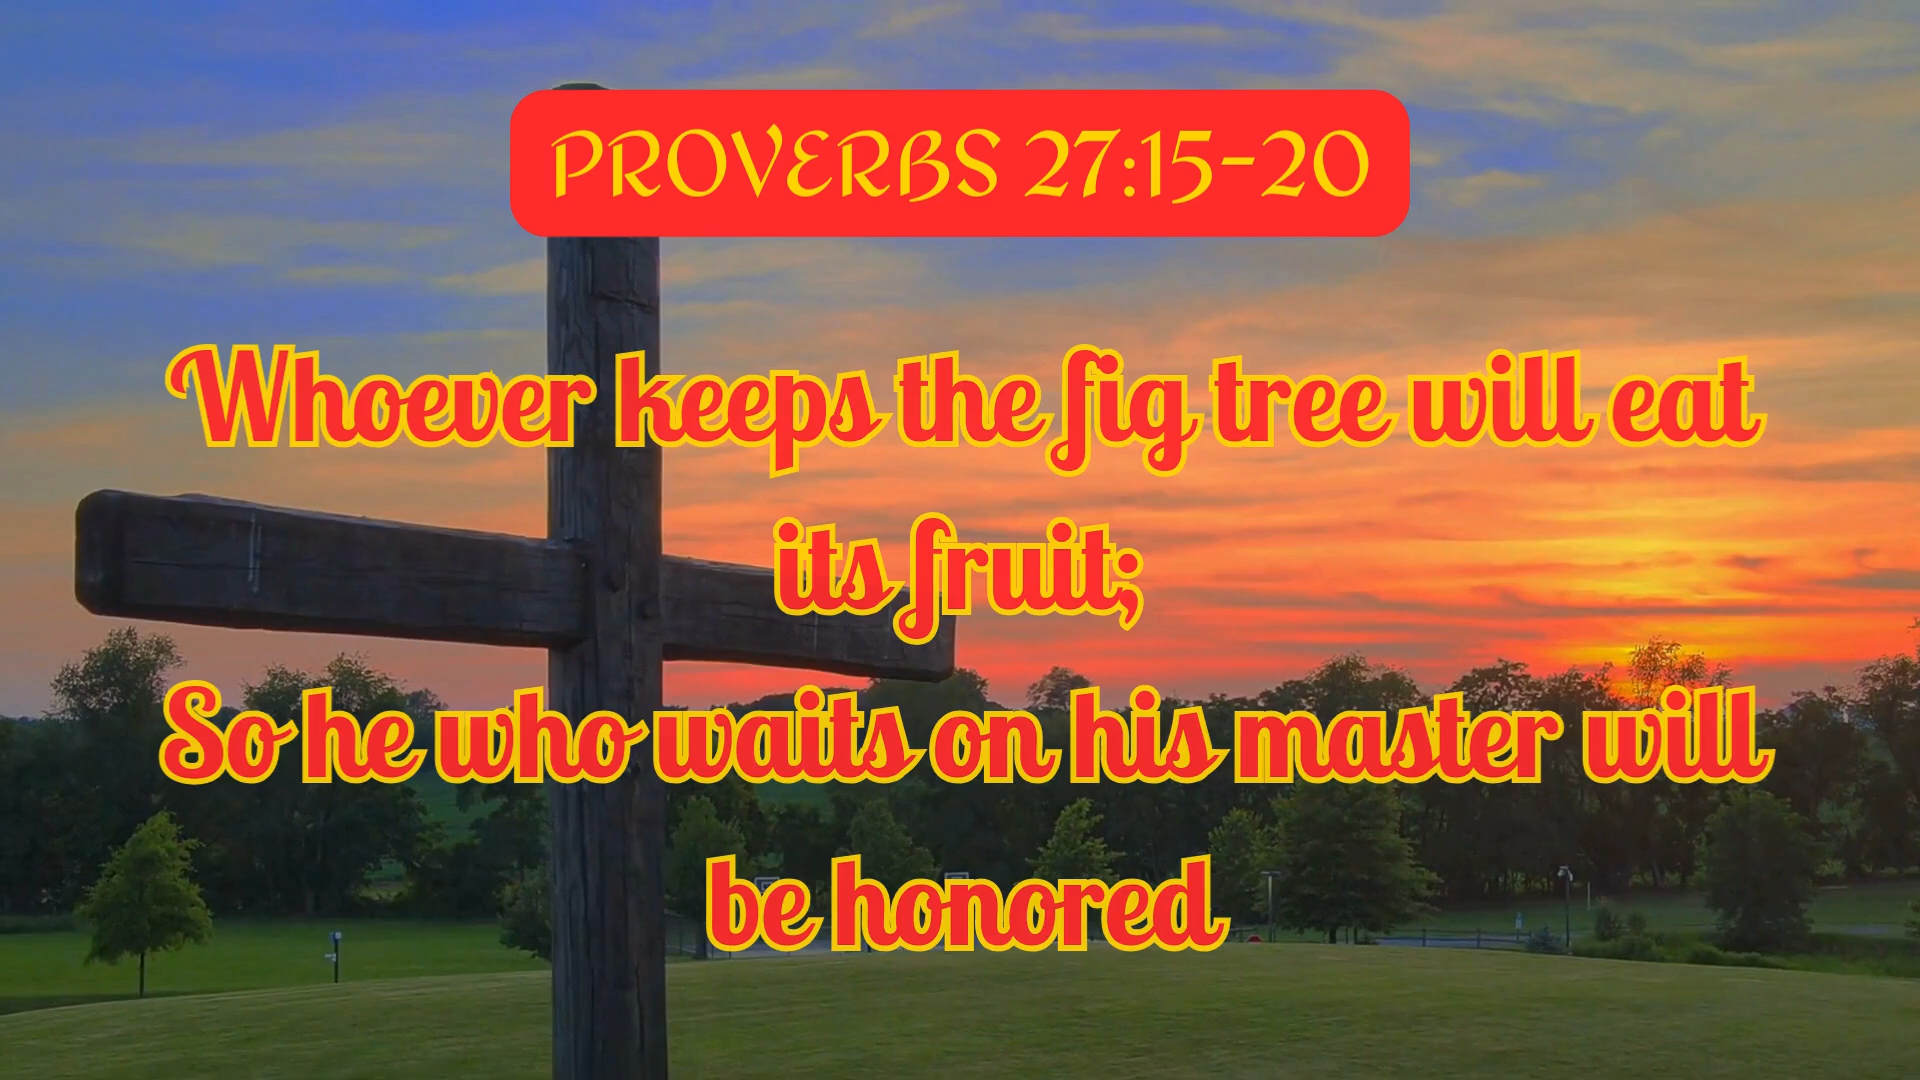 PROVERBS 27:15-20
Whoever keeps the fig tree will eat
its fruit;
So he who waits on his master will
be honored